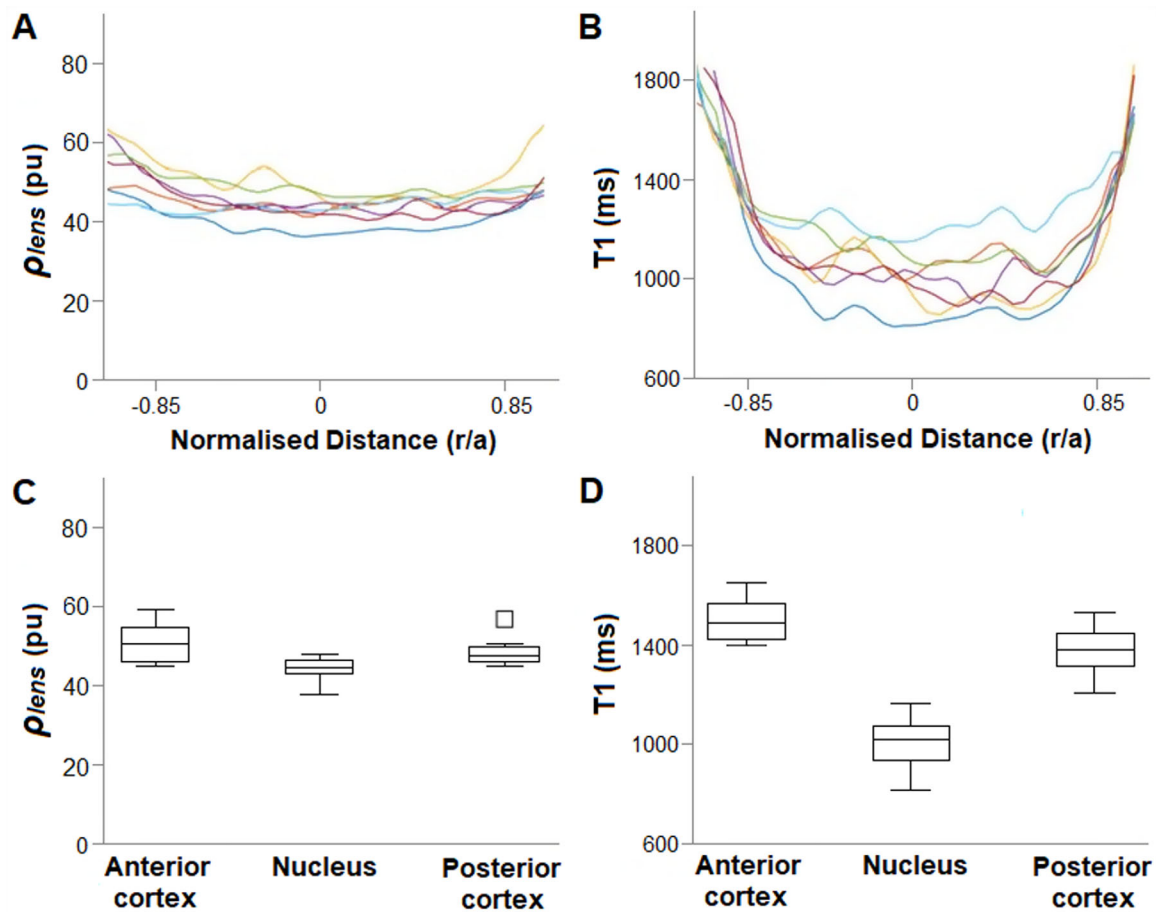 A
ρlens (pu)
80
60
40
20
0
-0.85 0 0.85
Normalised Distance (r/a)
B
T1 (ms)
1800
1400
1000
600
-0.85 0 0.85
Normalised Distance (r/a)
C
ρlens (pu)
80
60
40
20
0
Anterior
cortex
Nucleus
Posterior
cortex
D
T1 (ms)
1800
1400
1000
600
Anterior
cortex
Nucleus
Posterior
cortex